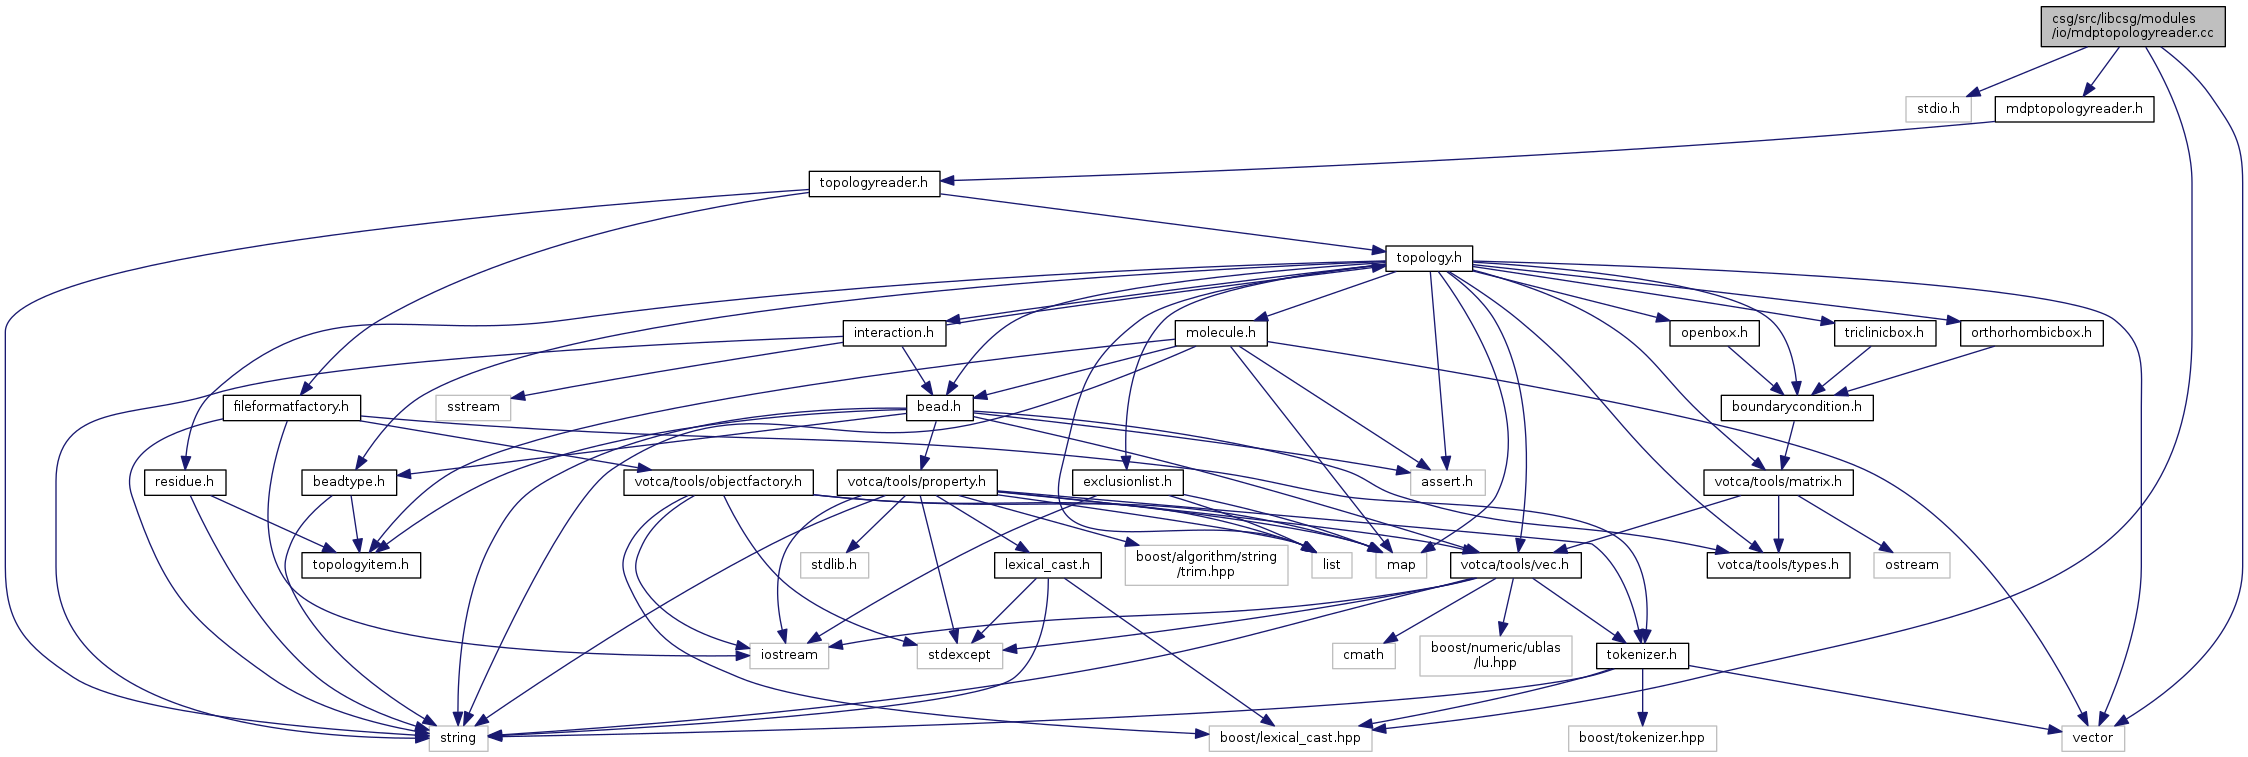 csg/src/libcsg/modules
/io/mdptopologyreader.cc
stdio.h
mdptopologyreader.h
topologyreader.h
topology.h
interaction.h
molecule.h
openbox.h
triclinicbox.h
orthorhombicbox.h
fileformatfactory.h
sstream
bead.h
boundarycondition.h
residue.h
beadtype.h
votca/tools/objectfactory.h
votca/tools/property.h
exclusionlist.h
assert.h
votca/tools/matrix.h
topologyitem.h
stdlib.h
lexical_cast.h
boost/algorithm/string
/trim.hpp
list
map
votca/tools/vec.h
votca/tools/types.h
ostream
iostream
stdexcept
cmath
boost/numeric/ublas
/lu.hpp
tokenizer.h
string
boost/lexical_cast.hpp
boost/tokenizer.hpp
vector